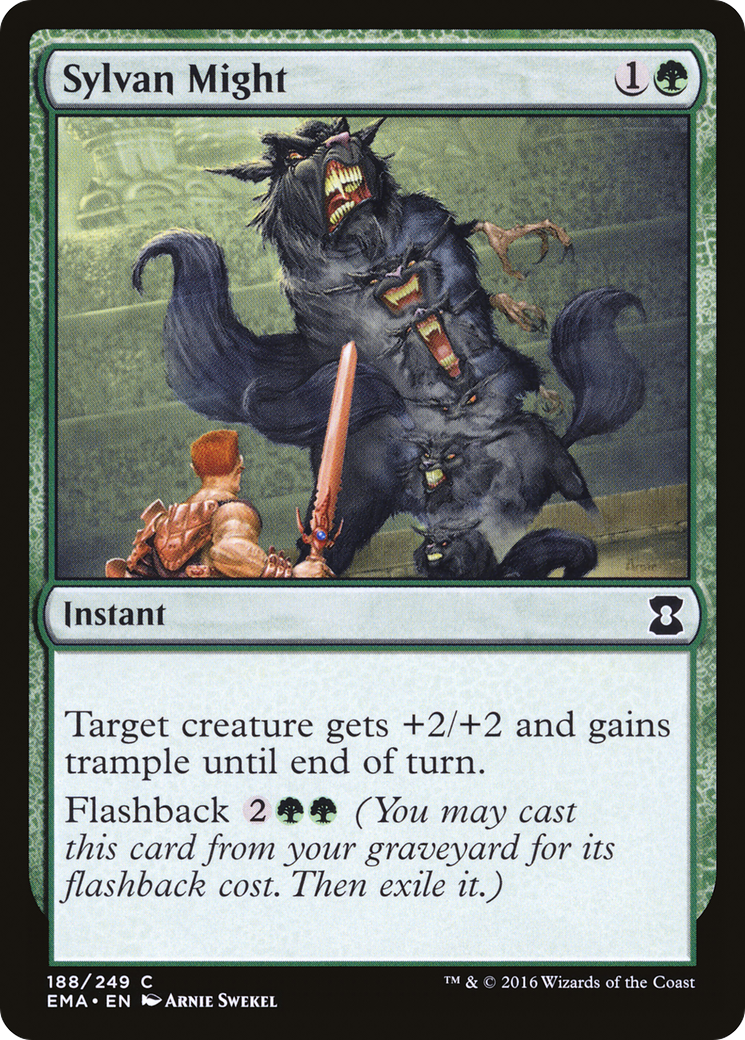 Sylvan Might 1
Instant
Target creature gets +2/+2 and gains
trample until end of turn.
Flashback 2 (You may cast
this card from your graveyard for its
flashback cost. Then exile it.)
188/249 C
™ & © 2016 Wizards of the Coast
EMA • EN Arnie Swekel